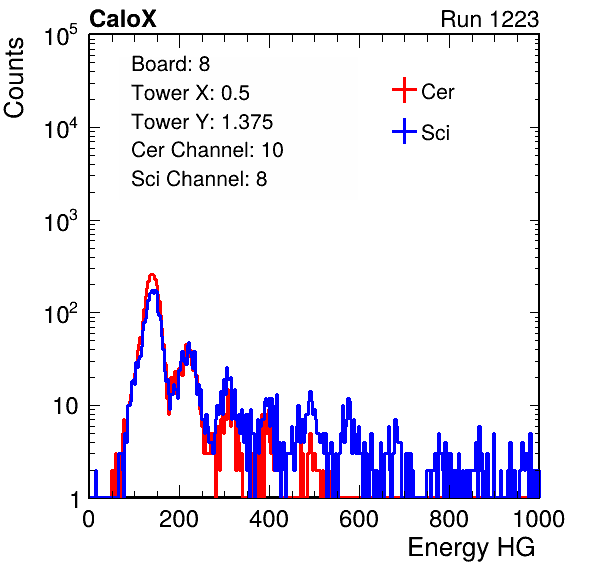 CaloX Run 1223
Counts
Board: 8
Tower X: 0.5
Tower Y: 1.375
Cer Channel: 10
Sci Channel: 8
Cer
Sci
10^5
10^4
10^3
10^2
10
1
0 200 400 600 800 1000
Energy HG